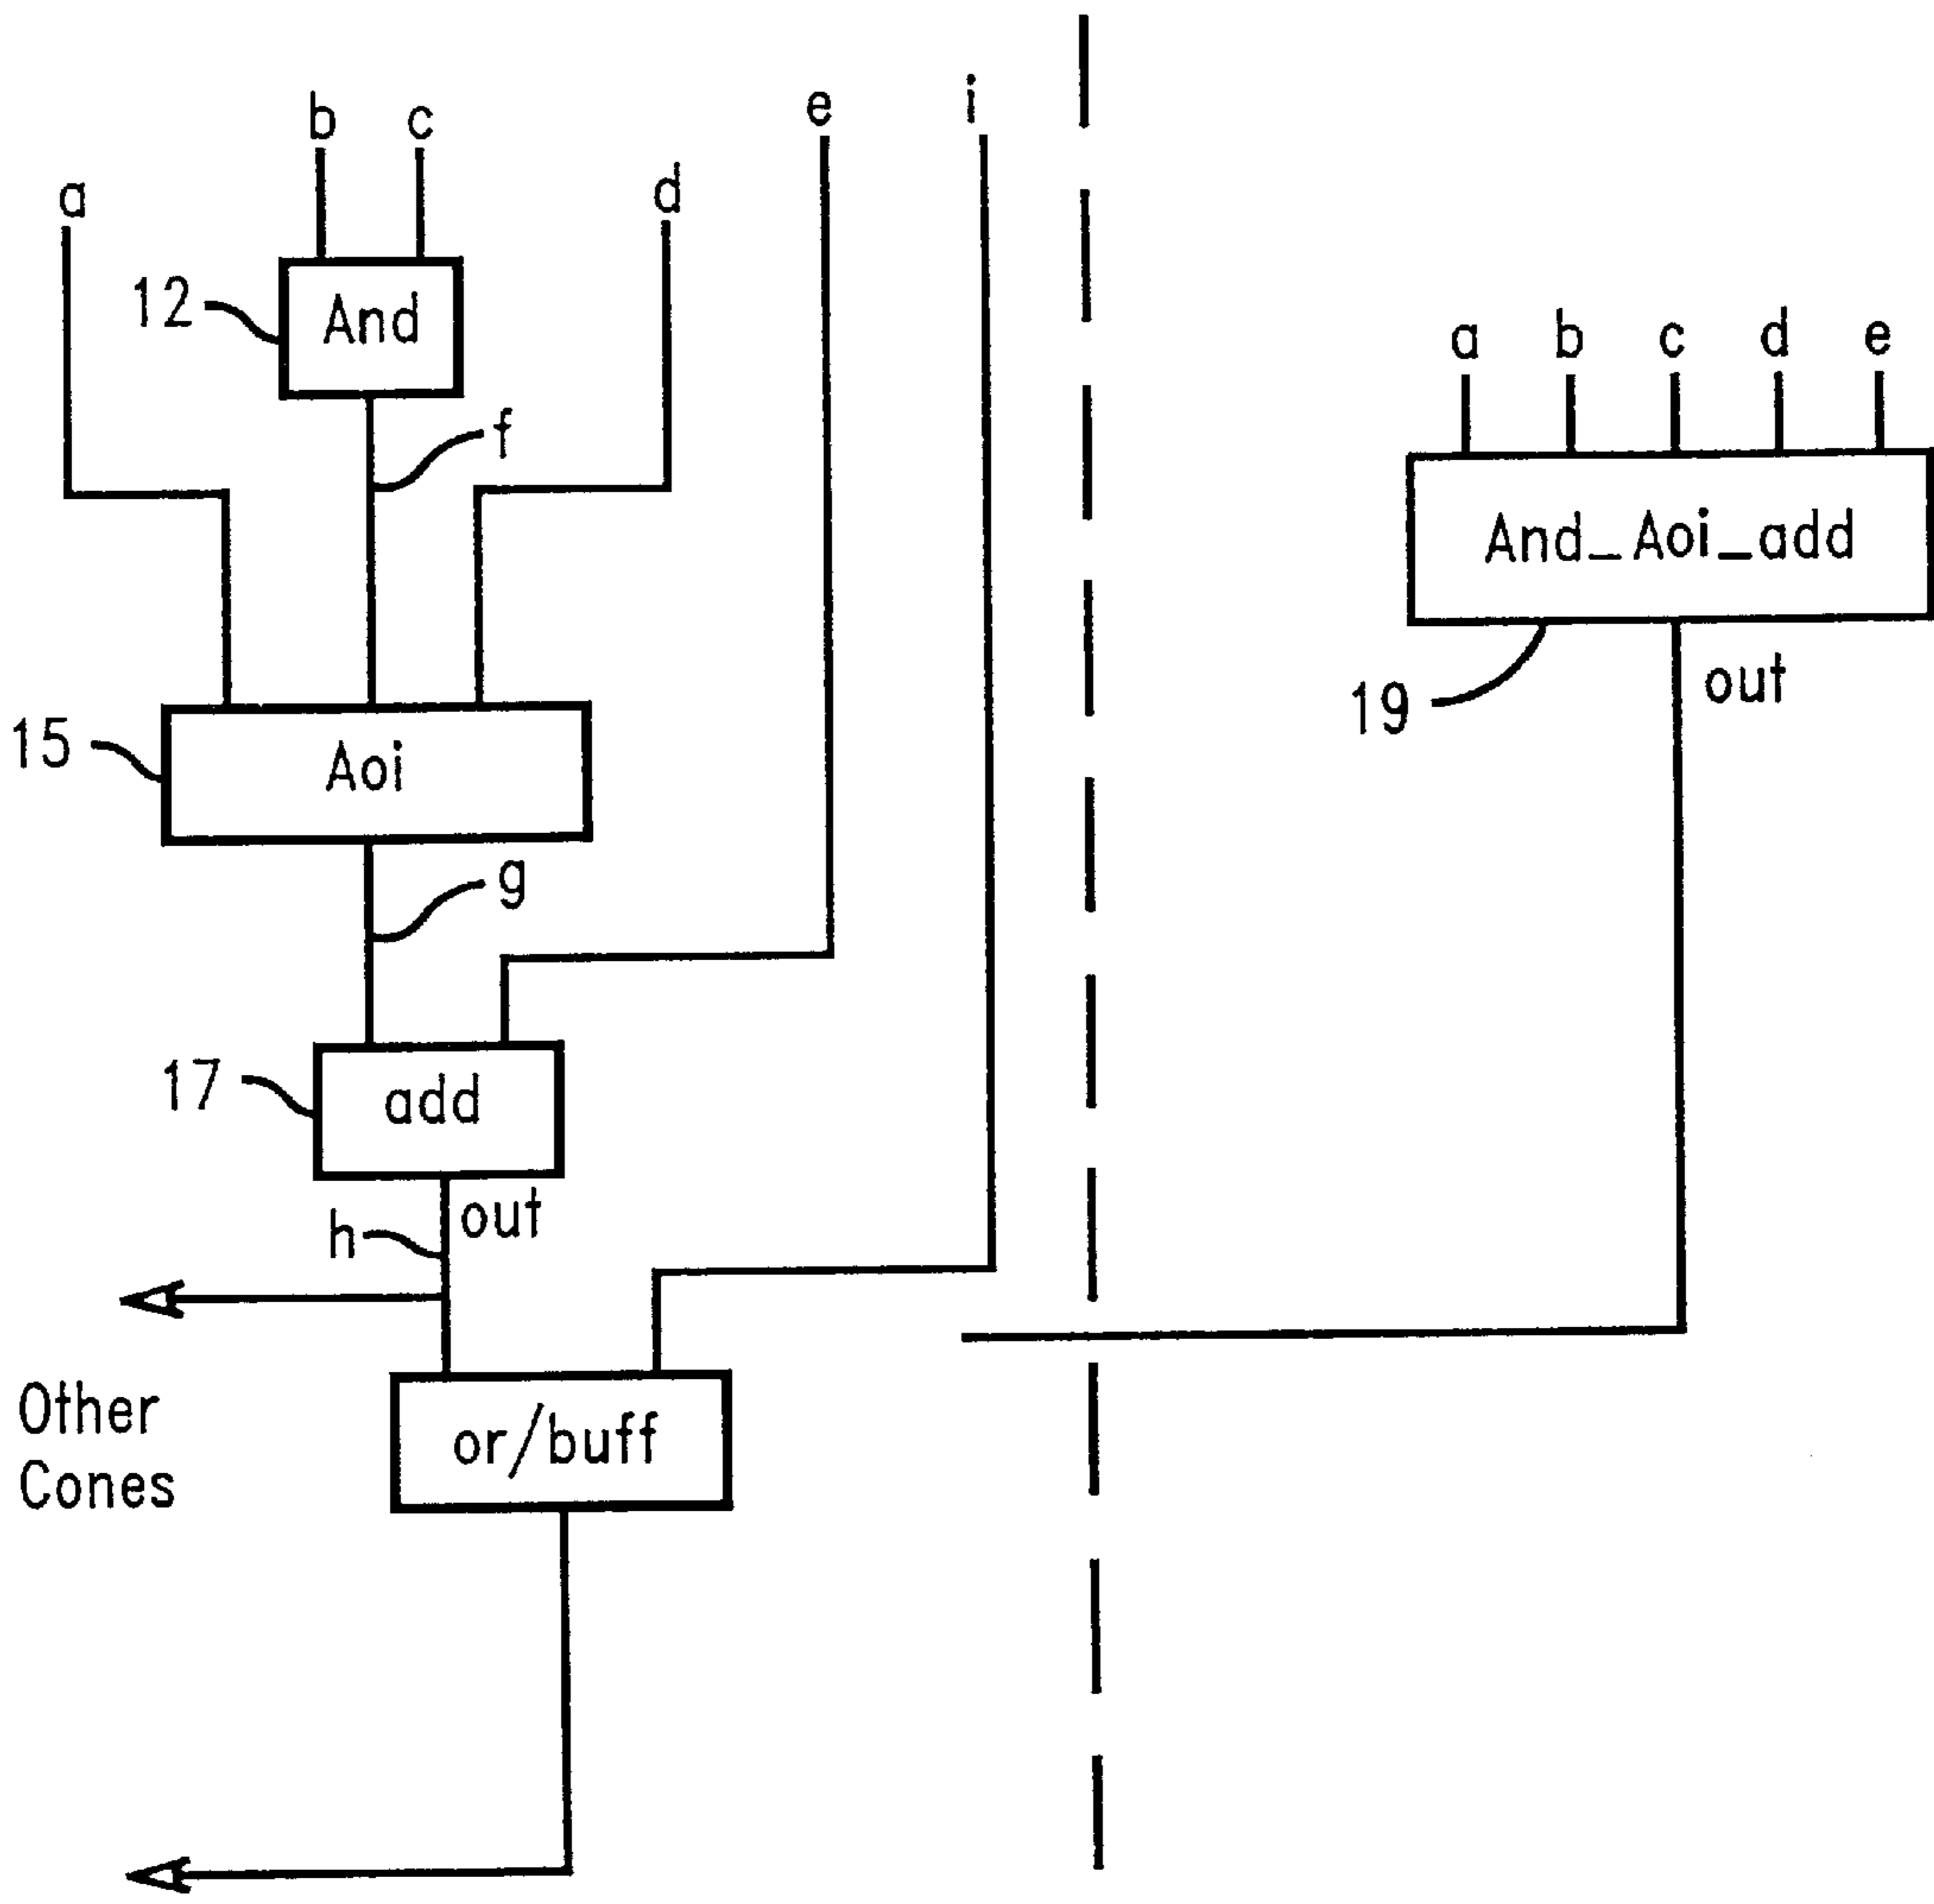 b c
e i
a
d
12
And
a b c d e
f
And_Aoi_add
19
out
15
Aoi
g
17
add
h
out
Other
Cones
or/buff